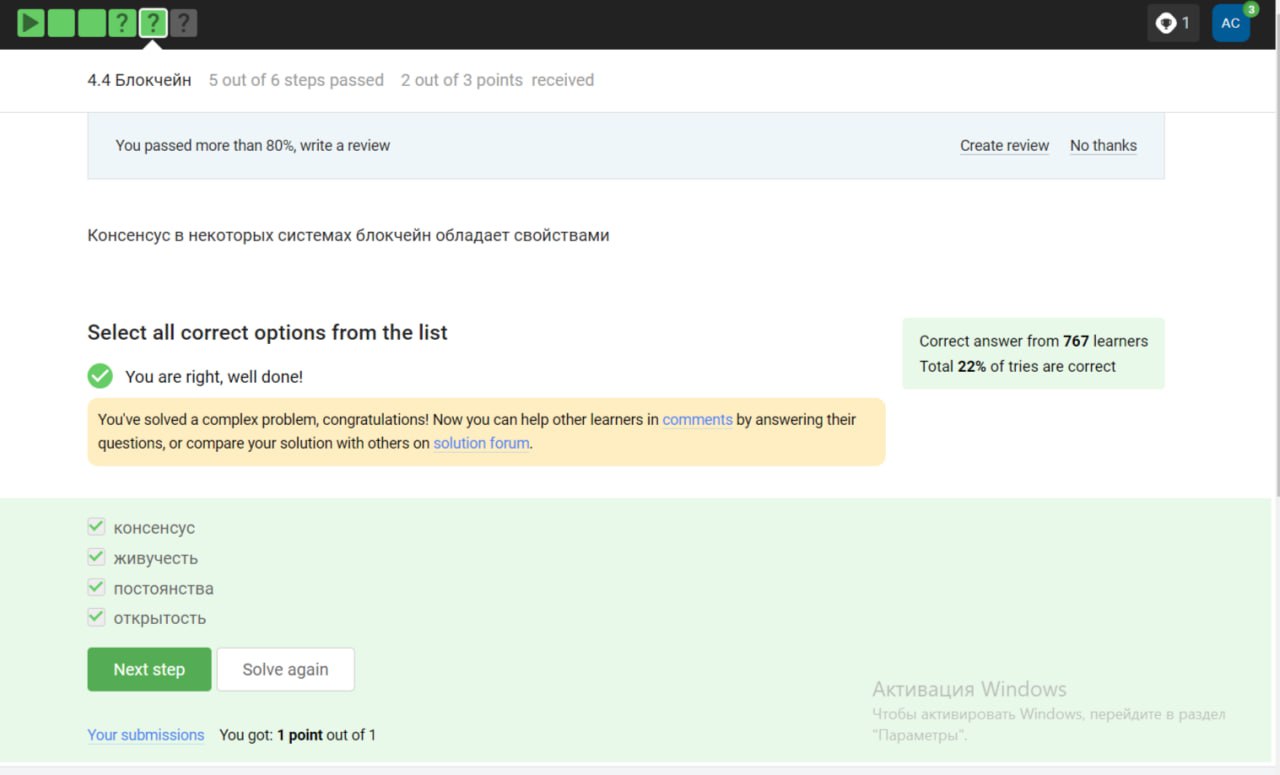 ? ? ?
1
AC
3
4.4 Блокчейн 5 out of 6 steps passed 2 out of 3 points received
You passed more than 80%, write a review
Create review No thanks
Консенсус в некоторых системах блокчейн обладает свойствами
Select all correct options from the list
Correct answer from 767 learners
Total 22% of tries are correct
You are right, well done!
You've solved a complex problem, congratulations! Now you can help other learners in comments by answering their
questions, or compare your solution with others on solution forum.
консенсус
живучесть
постоянства
открытость
Next step Solve again
Активация Windows
Чтобы активировать Windows, перейдите в раздел
"Параметры".
Your submissions You got: 1 point out of 1